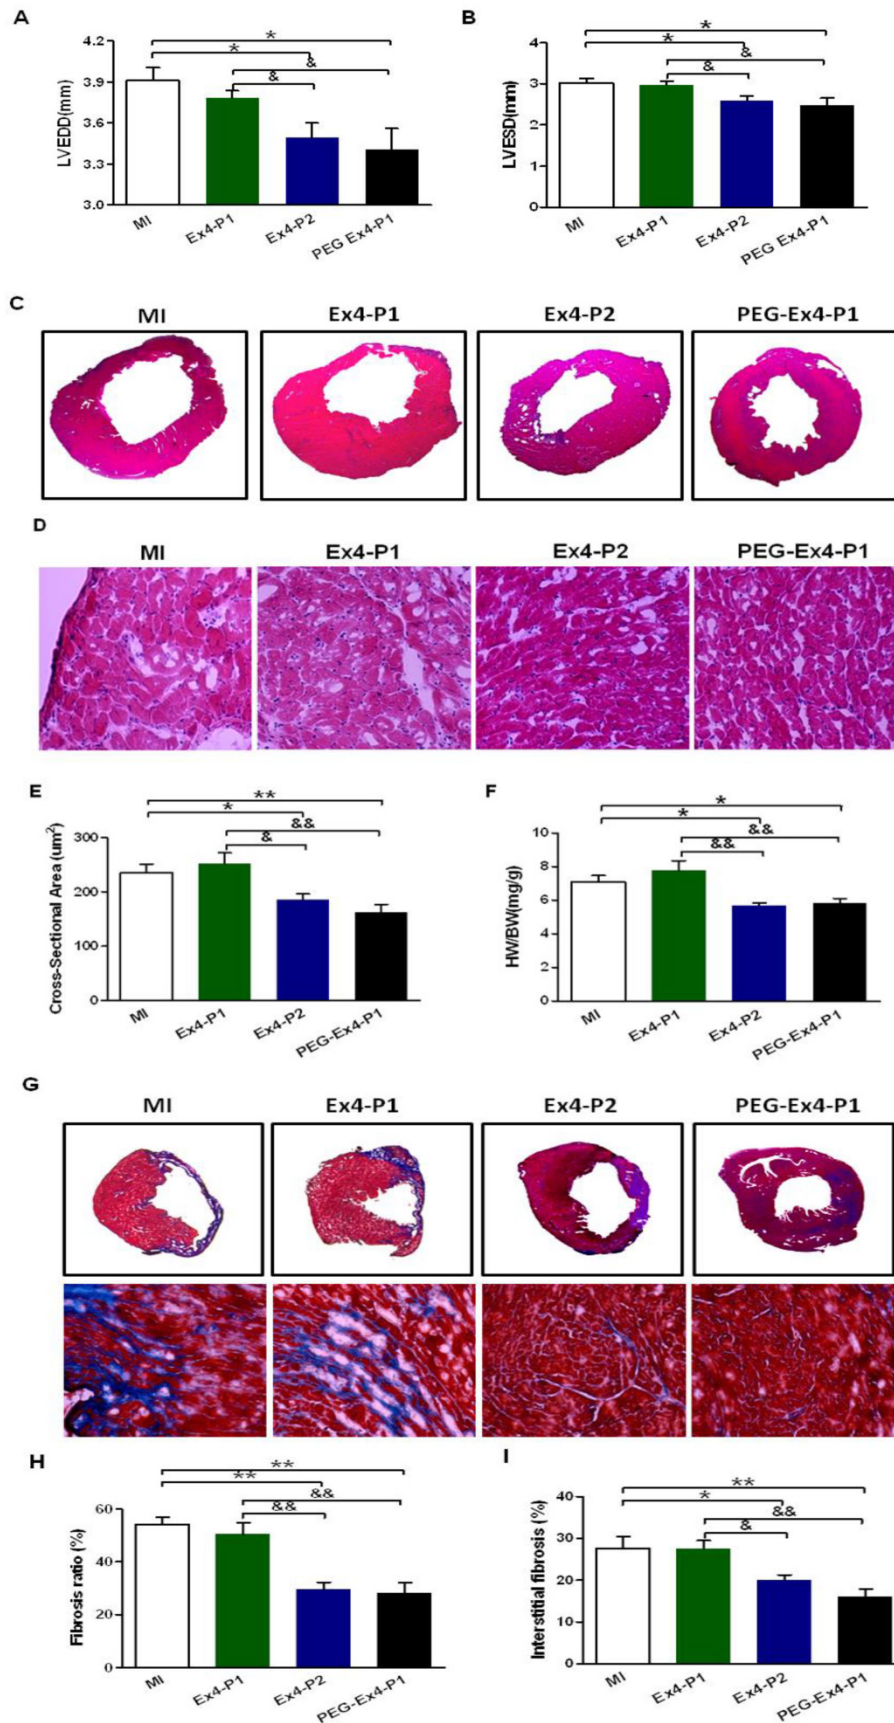 A
LVEDD(mm)
4.2
3.9
3.6
3.3
3.0
*
*
&
&
MI
Ex4-P1
Ex4-P2
PEG Ex4-P1
B
LVESD(mm)
4
3
2
1
0
*
*
&
&
MI
Ex4-P1
Ex4-P2
PEG Ex4-P1
C
MI
Ex4-P1
Ex4-P2
PEG-Ex4-P1
D
MI
Ex4-P1
Ex4-P2
PEG-Ex4-P1
E
Cross-Sectional Area (um²)
300
200
100
0
**
*
&&
&
MI
Ex4-P1
Ex4-P2
PEG-Ex4-P1
F
HW/BW(mg/g)
10
8
6
4
2
0
*
*
&&
&&
MI
Ex4-P1
Ex4-P2
PEG-Ex4-P1
G
MI
Ex4-P1
Ex4-P2
PEG-Ex4-P1
H
Fibrosis ratio (%)
60
40
20
0
**
**
&&
&&
MI
Ex4-P1
Ex4-P2
PEG-Ex4-P1
I
Interstitial fibrosis (%)
40
30
20
10
0
**
*
&&
&
MI
Ex4-P1
Ex4-P2
PEG-Ex4-P1